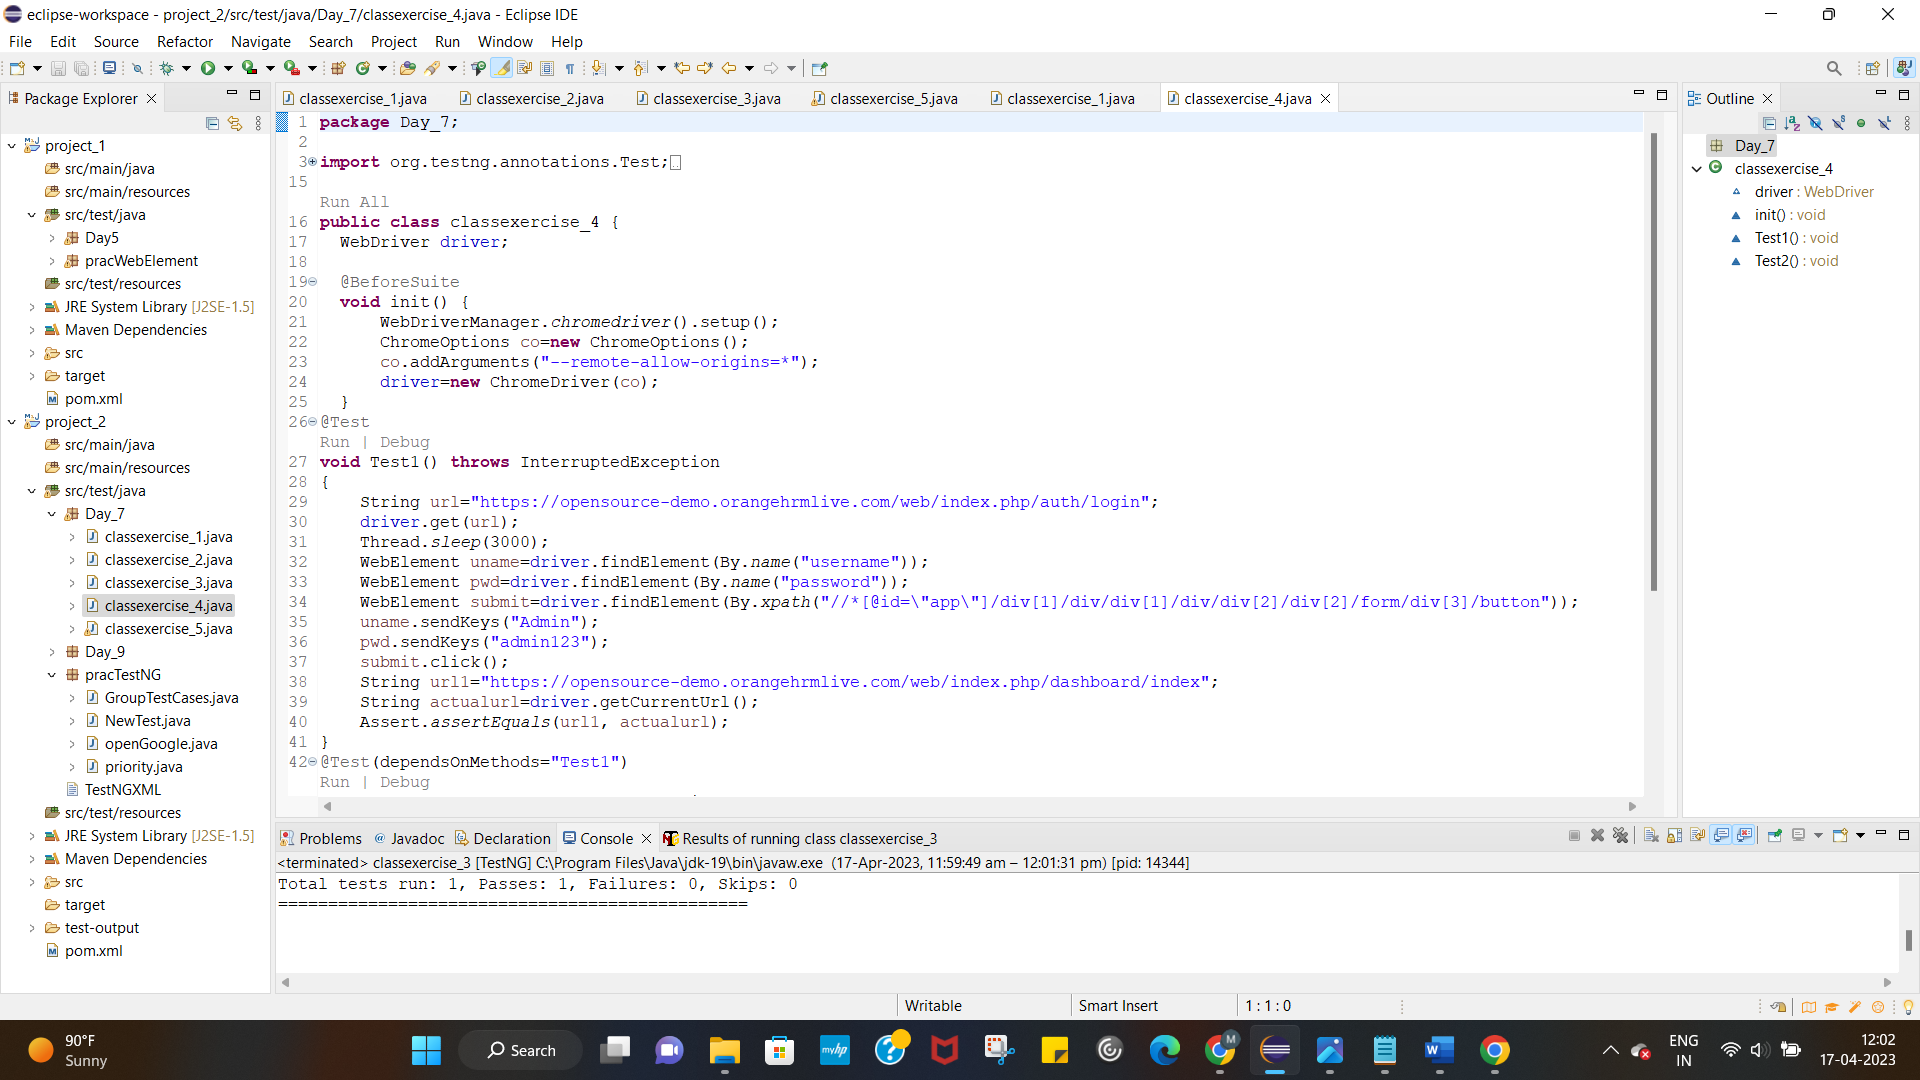 eclipse-workspace - project_2/src/test/java/Day_7/classexercise_4.java - Eclipse IDE
File Edit Source Refactor Navigate Search Project Run Window Help
Package Explorer
project_1
src/main/java
src/main/resources
src/test/java
Day5
pracWebElement
src/test/resources
JRE System Library [J2SE-1.5]
Maven Dependencies
src
target
pom.xml
project_2
src/main/java
src/main/resources
src/test/java
Day_7
classexercise_1.java
classexercise_2.java
classexercise_3.java
classexercise_4.java
classexercise_5.java
Day_9
pracTestNG
GroupTestCases.java
NewTest.java
openGoogle.java
priority.java
TestNGXML
src/test/resources
JRE System Library [J2SE-1.5]
Maven Dependencies
src
target
test-output
pom.xml
classexercise_1.java classexercise_2.java classexercise_3.java classexercise_5.java classexercise_1.java classexercise_4.java
1 package Day_7;
2
3 import org.testng.annotations.Test;
15
Run All
16 public class classexercise_4 {
17 WebDriver driver;
18
19 @BeforeSuite
20 void init() {
21 WebDriverManager.chromedriver().setup();
22 ChromeOptions co=new ChromeOptions();
23 co.addArguments("--remote-allow-origins=*");
24 driver=new ChromeDriver(co);
25 }
26 @Test
Run | Debug
27 void Test1() throws InterruptedException
28 {
29 String url="https://opensource-demo.orangehrmlive.com/web/index.php/auth/login";
30 driver.get(url);
31 Thread.sleep(3000);
32 WebElement uname=driver.findElement(By.name("username"));
33 WebElement pwd=driver.findElement(By.name("password"));
34 WebElement submit=driver.findElement(By.xpath("//*[@id=\"app\"]/div[1]/div/div[1]/div/div[2]/div[2]/form/div[3]/button"));
35 uname.sendKeys("Admin");
36 pwd.sendKeys("admin123");
37 submit.click();
38 String url1="https://opensource-demo.orangehrmlive.com/web/index.php/dashboard/index";
39 String actualurl=driver.getCurrentUrl();
40 Assert.assertEquals(url1, actualurl);
41 }
42 @Test(dependsOnMethods="Test1")
Run | Debug
Outline
Day_7
classexercise_4
driver : WebDriver
init() : void
Test1() : void
Test2() : void
Problems Javadoc Declaration Console Results of running class classexercise_3
<terminated> classexercise_3 [TestNG] C:\Program Files\Java\jdk-19\bin\javaw.exe (17-Apr-2023, 11:59:49 am – 12:01:31 pm) [pid: 14344]
Total tests run: 1, Passes: 1, Failures: 0, Skips: 0
===============================================
Writable Smart Insert 1 : 1 : 0
90°F
Sunny
Search
myhp
M
ENG
IN
12:02
17-04-2023